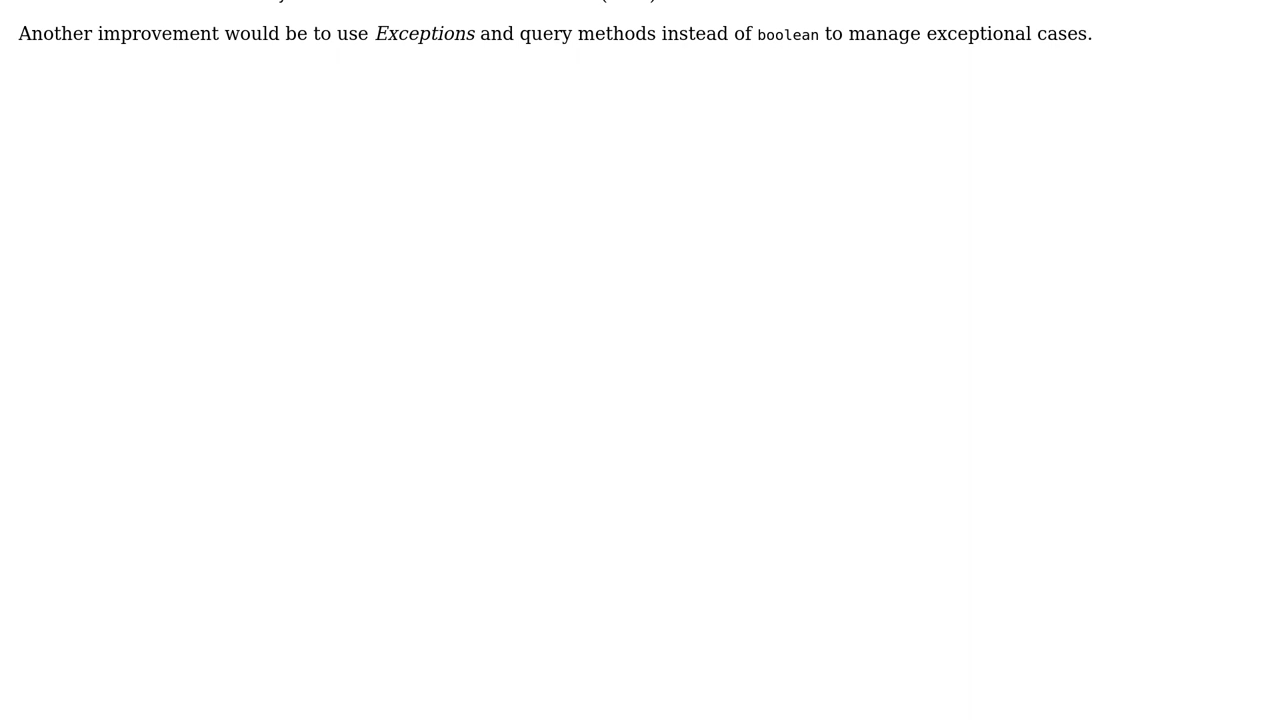 Another improvement would be to use Exceptions and query methods instead of boolean to manage exceptional cases.